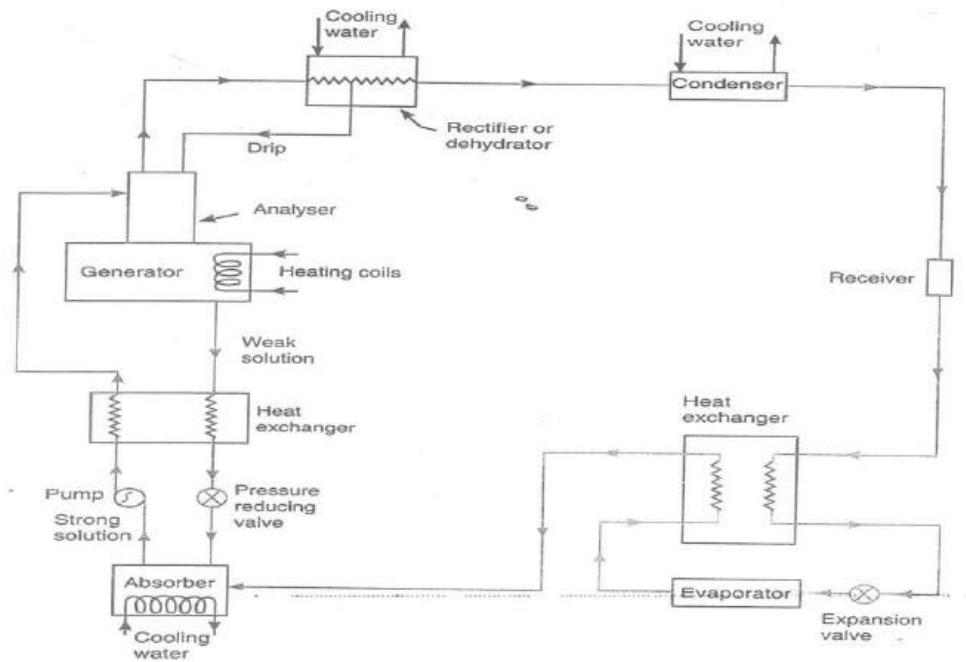 Cooling
water
Cooling
water
Condenser
Rectifier or
dehydrator
Drip
Analyser
Generator
Heating coils
Receiver
Weak
solution
Heat
exchanger
Heat
exchanger
Pump
Pressure
reducing
valve
Strong
solution
Absorber
Evaporator
Expansion
valve
Cooling
water